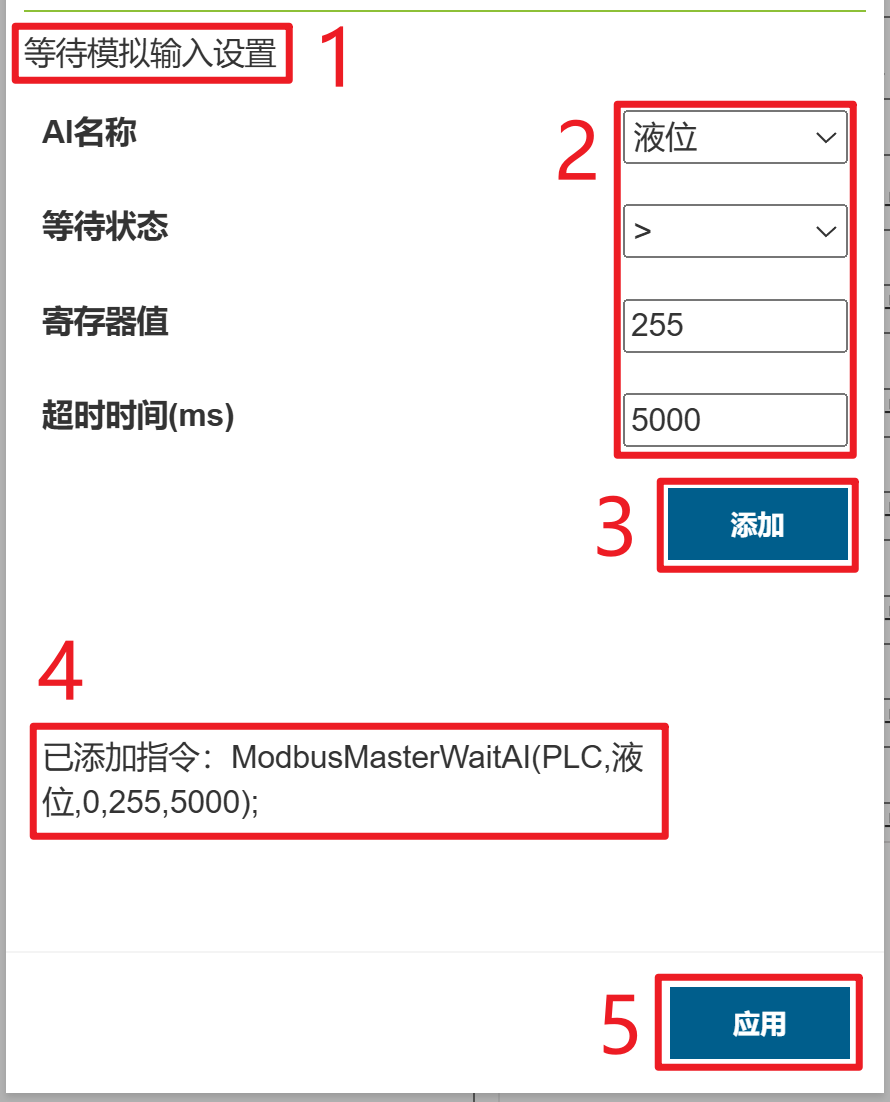 等待模拟输入设置 1
AI名称
2 液位
等待状态
>
寄存器值
255
超时时间(ms)
5000
3 添加
4
已添加指令：ModbusMasterWaitAI(PLC,液
位,0,255,5000);
5 应用